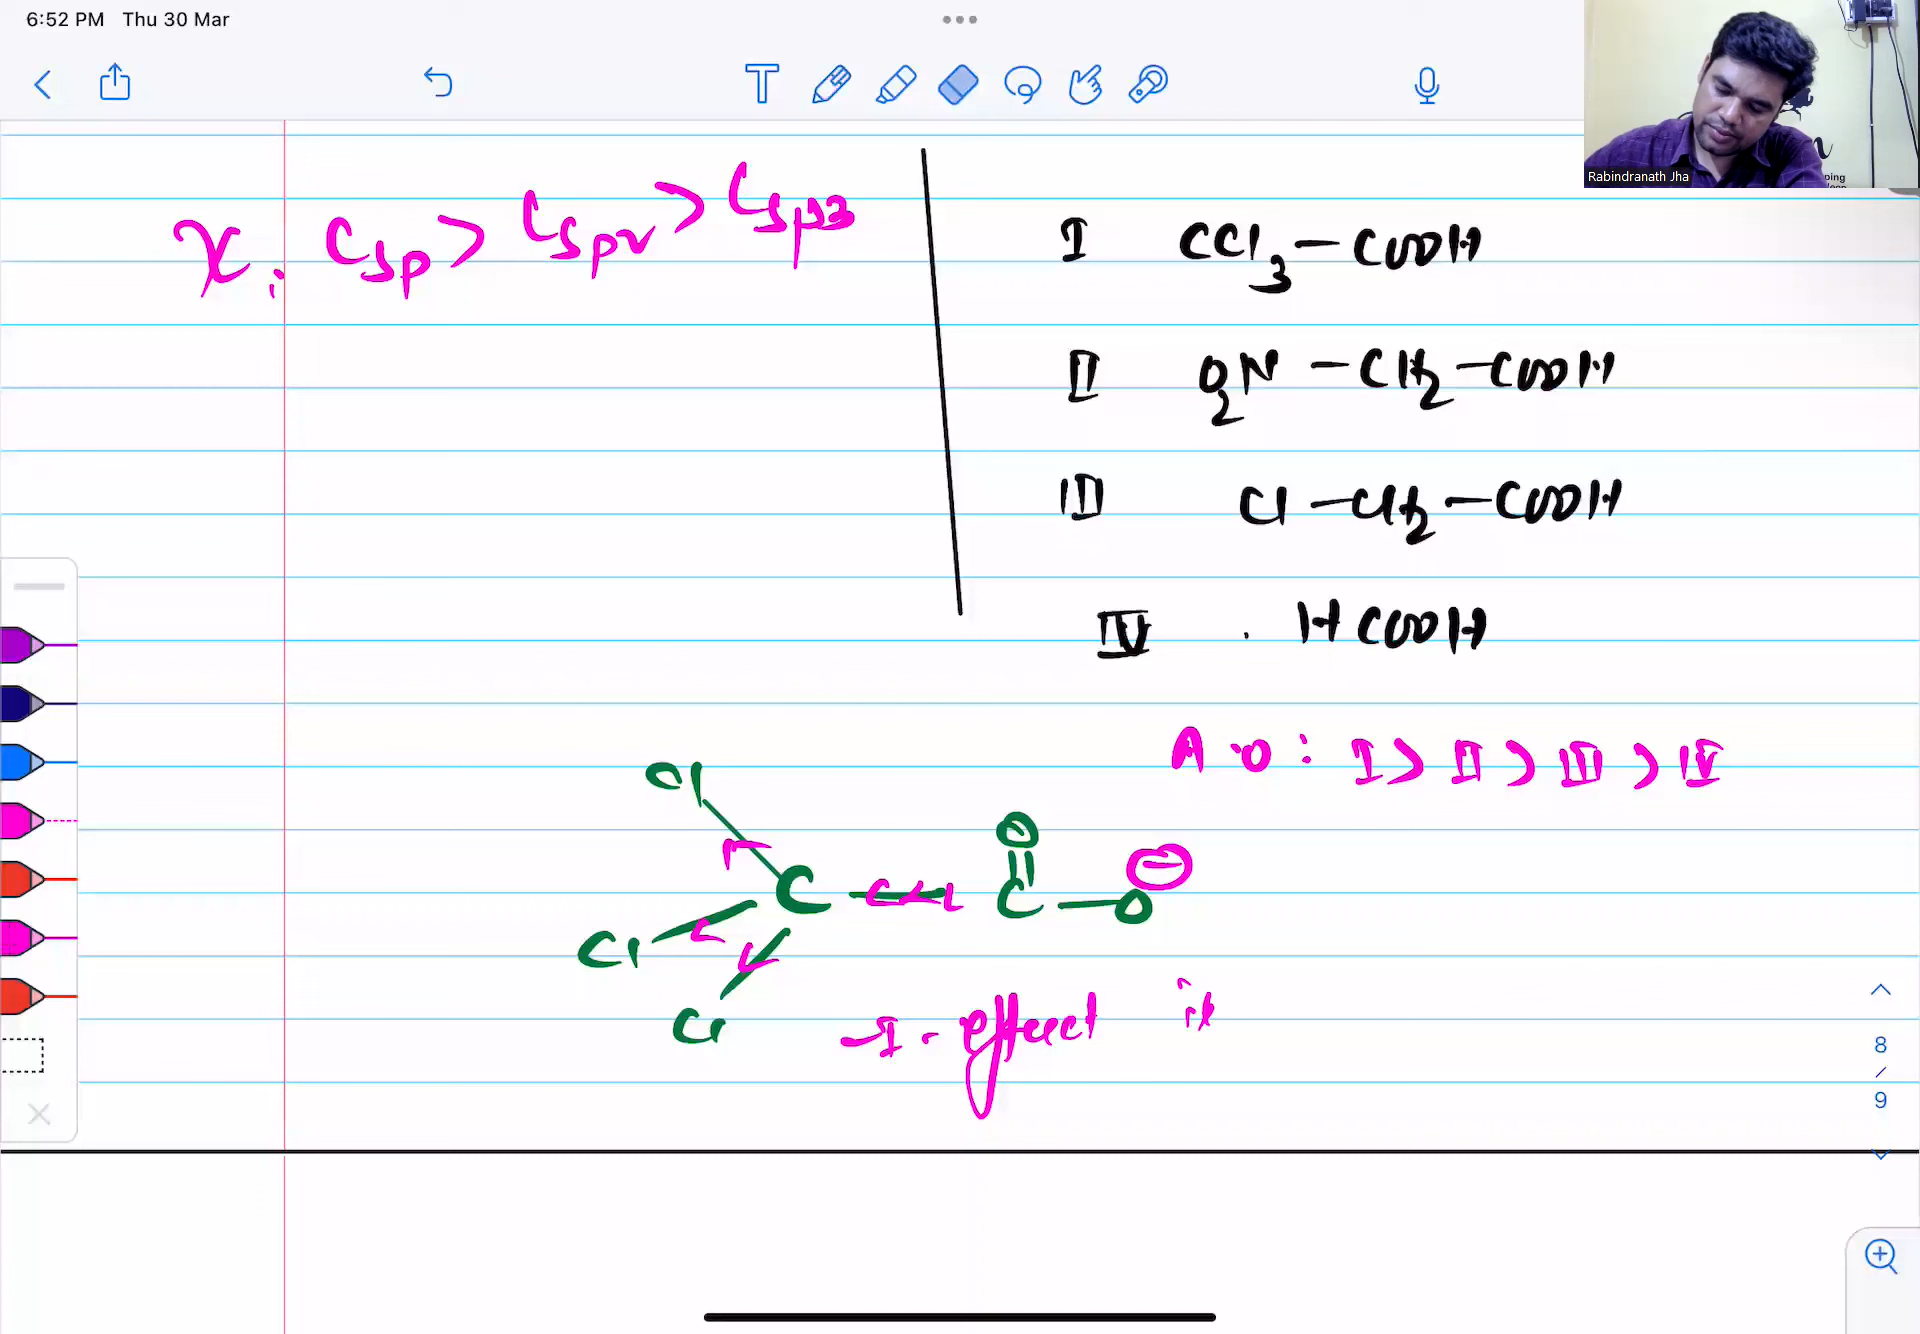 6:52 PM Thu 30 Mar
Rabindranath Jha
ping
χ: Csp > Csp2 > Csp3
I CCl3-COOH
II O2N-CH2-COOH
III Cl-CH2-COOH
IV HCOOH
A·O: I > II > III > IV
Cl
O
C C O ⊖
Cl
Cl
-I-effect
8
/
9